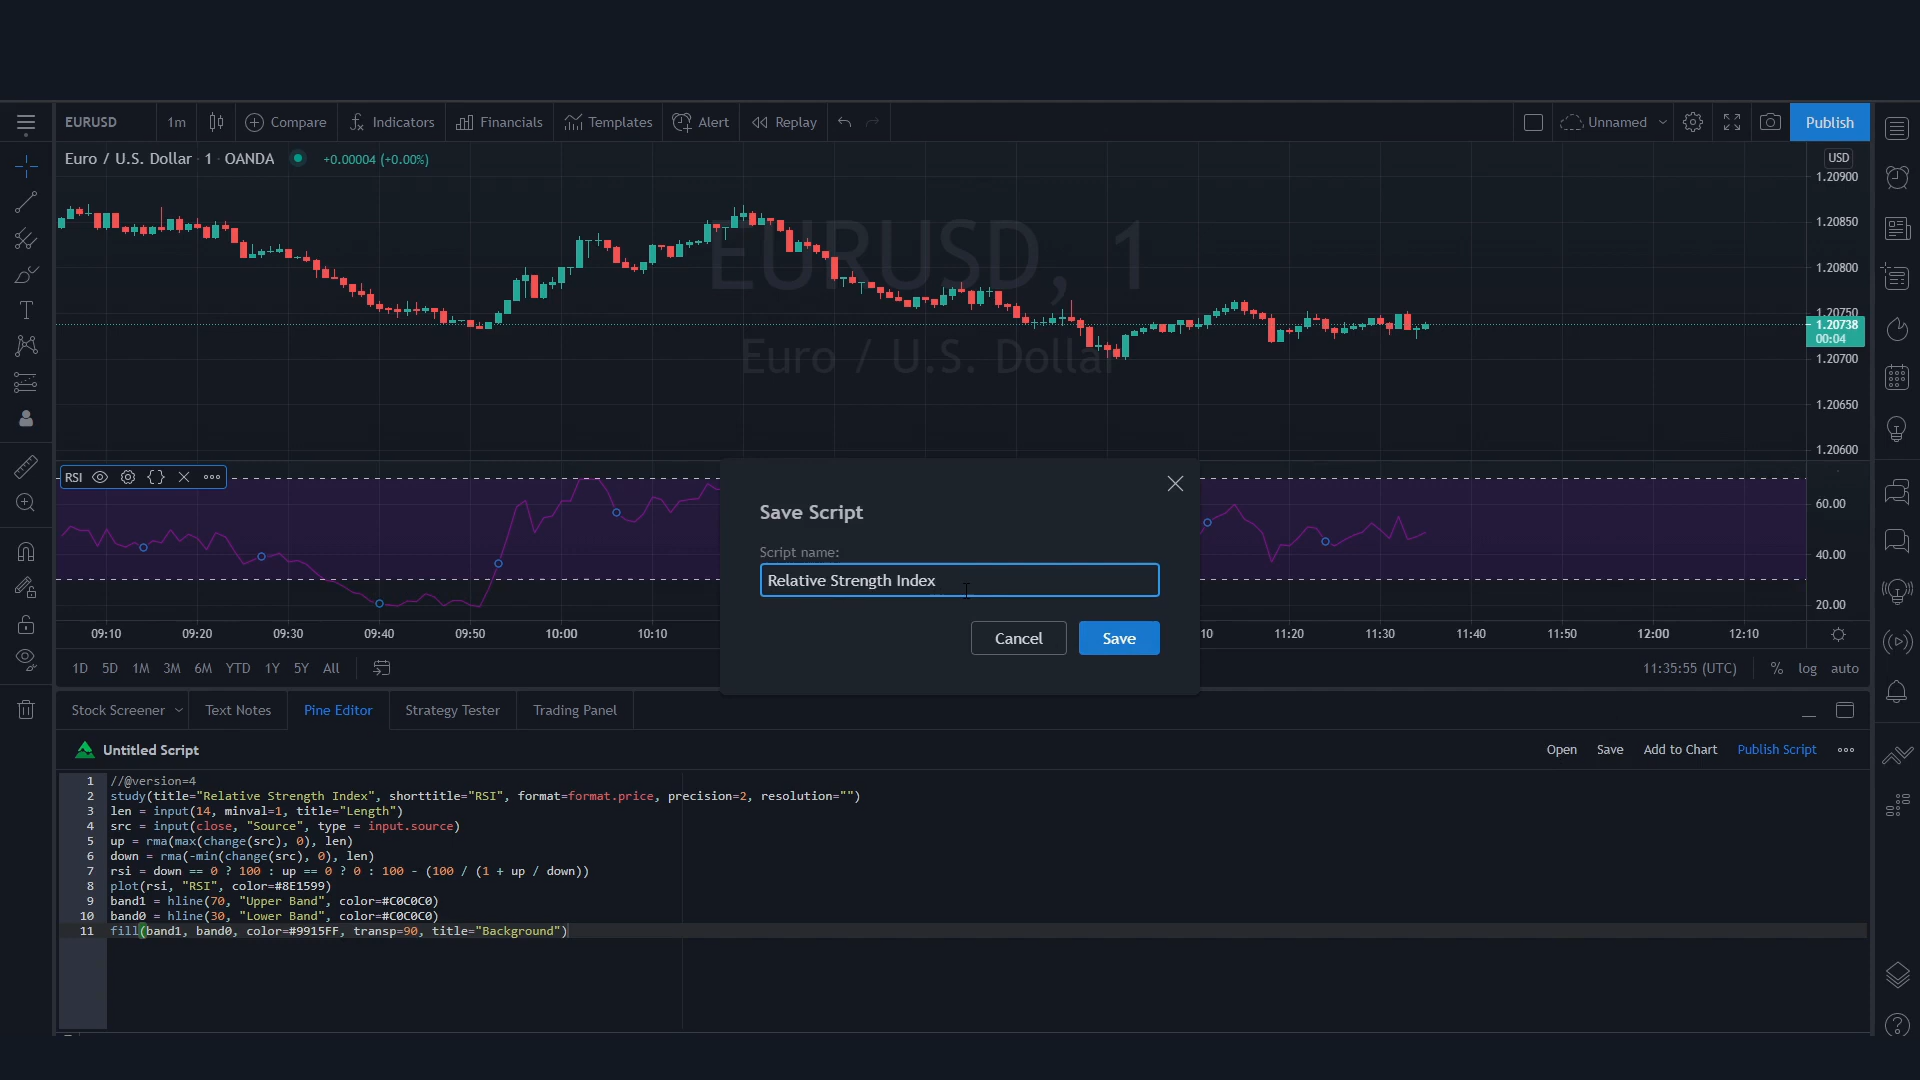 EURUSD 1m Compare Indicators Financials Templates Alert Replay Unnamed Publish
Euro / U.S. Dollar · 1 · OANDA +0.00004 (+0.00%)
USD
1.20900
1.20850
1.20800
1.20750
1.20738
00:04
1.20700
1.20650
1.20600
EURUSD, 1
Euro / U.S. Dollar
RSI
60.00
40.00
20.00
Save Script
Script name:
Relative Strength Index
Cancel Save
09:10 09:20 09:30 09:40 09:50 10:00 10:10 10 11:20 11:30 11:40 11:50 12:00 12:10
1D 5D 1M 3M 6M YTD 1Y 5Y All 11:35:55 (UTC) % log auto
Stock Screener Text Notes Pine Editor Strategy Tester Trading Panel
Untitled Script Open Save Add to Chart Publish Script
1 //@version=4
2 study(title="Relative Strength Index", shorttitle="RSI", format=format.price, precision=2, resolution="")
3 len = input(14, minval=1, title="Length")
4 src = input(close, "Source", type = input.source)
5 up = rma(max(change(src), 0), len)
6 down = rma(-min(change(src), 0), len)
7 rsi = down == 0 ? 100 : up == 0 ? 0 : 100 - (100 / (1 + up / down))
8 plot(rsi, "RSI", color=#8E1599)
9 band1 = hline(70, "Upper Band", color=#C0C0C0)
10 band0 = hline(30, "Lower Band", color=#C0C0C0)
11 fill(band1, band0, color=#9915FF, transp=90, title="Background")